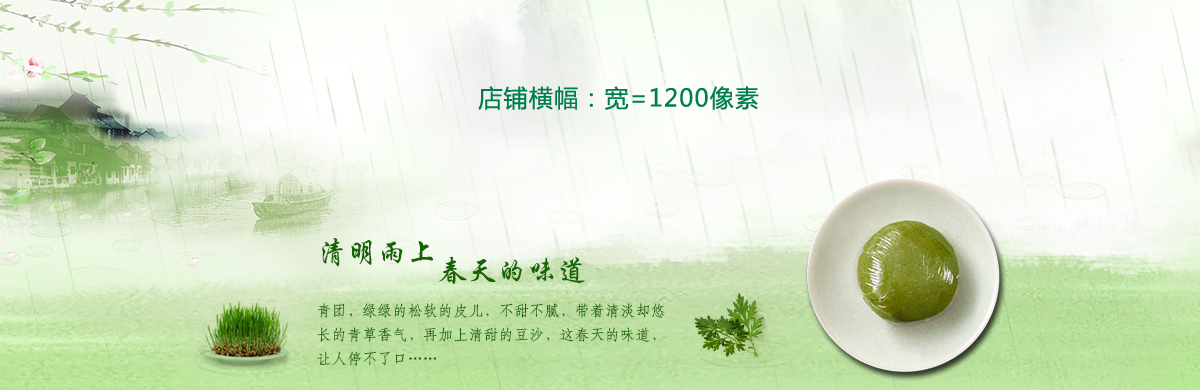 店铺横幅：宽=1200像素
清明雨上
春天的味道
青团，绿绿的松软的皮儿，不甜不腻，带着清淡却悠
长的青草香气，再加上清甜的豆沙，这春天的味道，
让人停不了口……